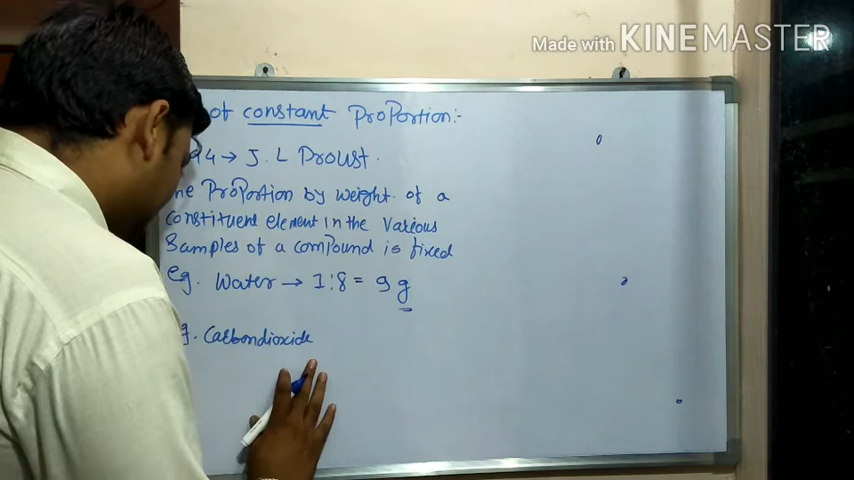 Made with KINEMASTER
of constant Proportion:-
94 → J. L Proust.
Proportion by weight of a
constituent element in the various
Samples of a compound is fixed
eg. Water → 1:8 = 9 g
Carbondioxide